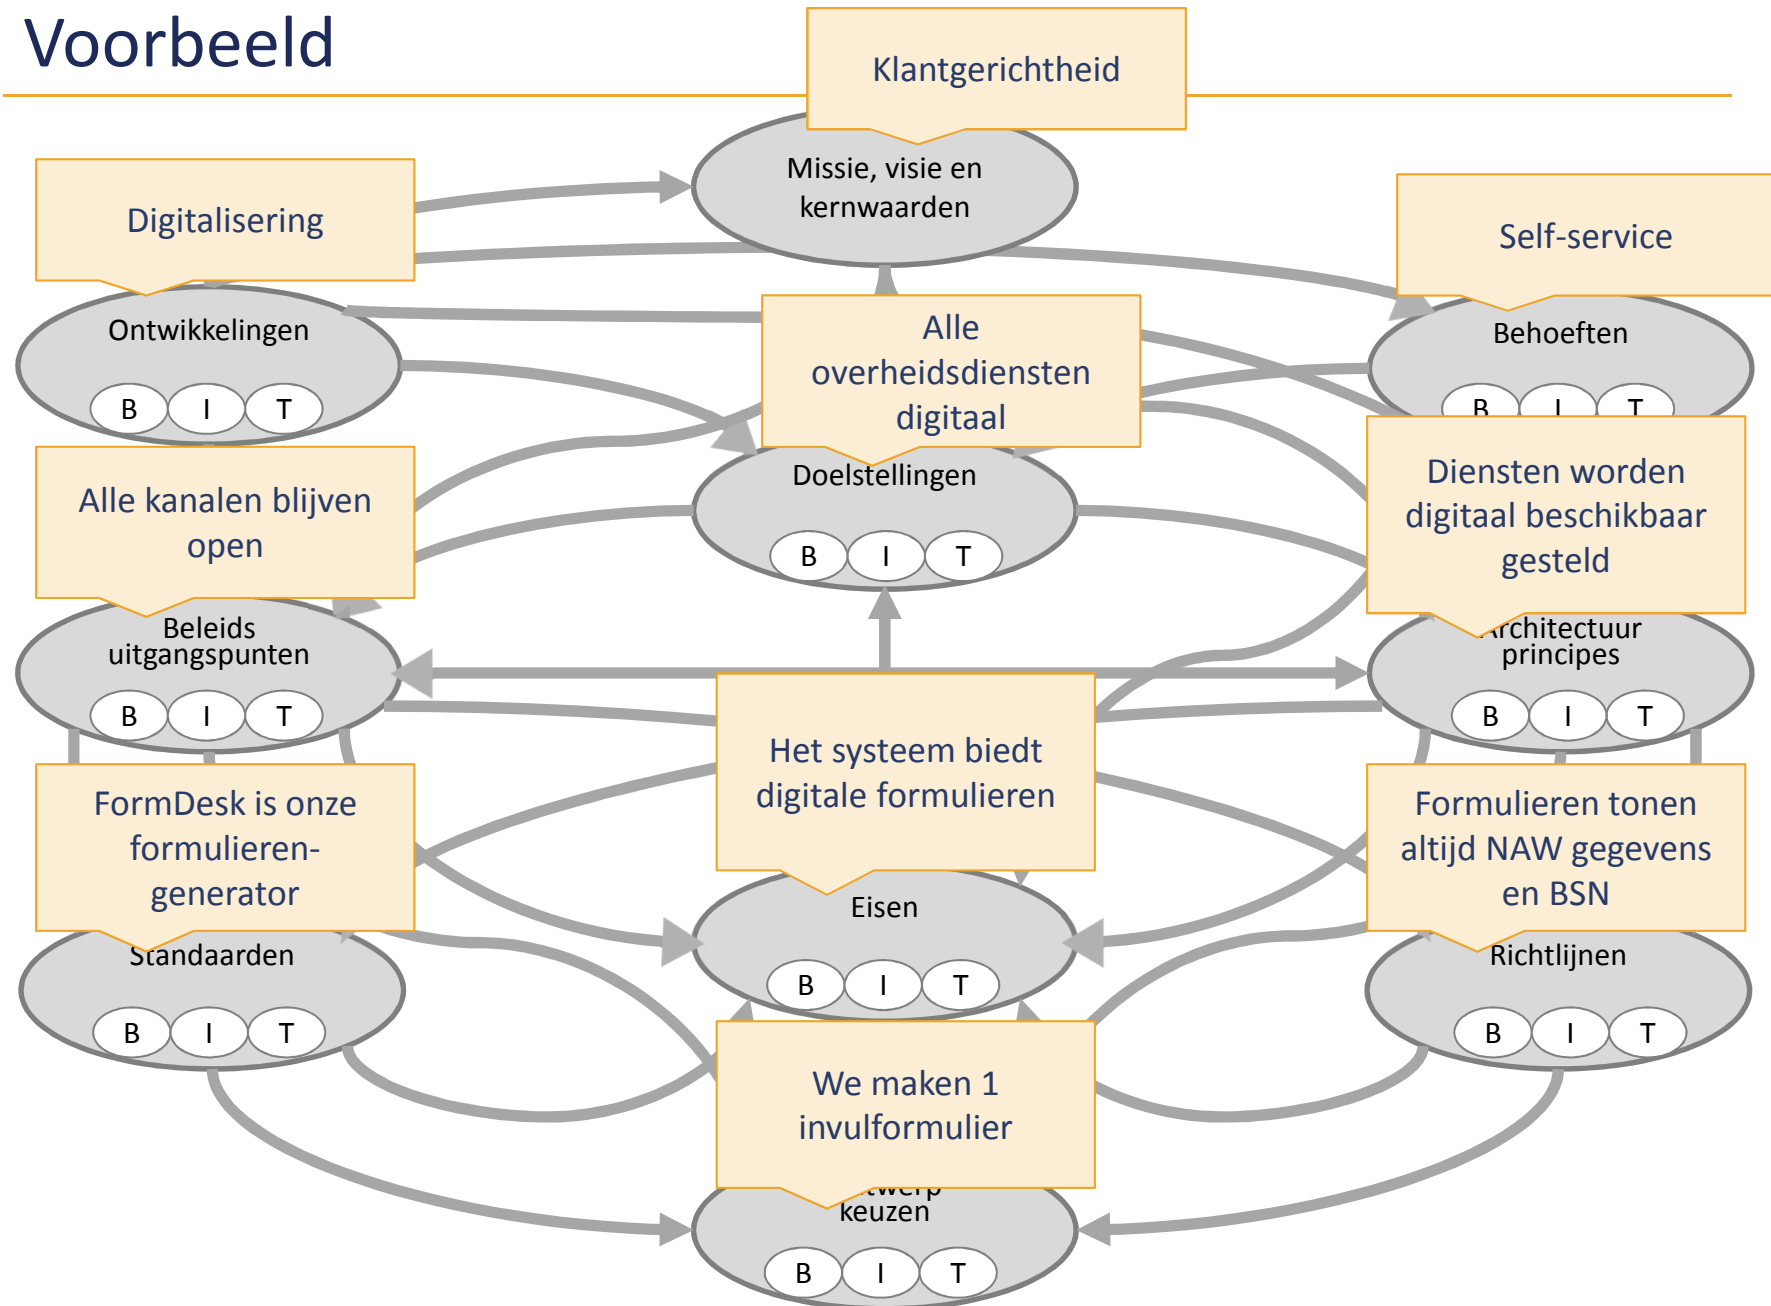 Voorbeeld
Klantgerichtheid
Missie, visie en
kernwaarden
Digitalisering
Self-service
Ontwikkelingen
B I T
Alle
overheidsdiensten
digitaal
Behoeften
B I T
Alle kanalen blijven
open
Doelstellingen
B I T
Diensten worden
digitaal beschikbaar
gesteld
Beleids
uitgangspunten
B I T
Architectuur
principes
B I T
Het systeem biedt
digitale formulieren
FormDesk is onze
formulieren-
generator
Formulieren tonen
altijd NAW gegevens
en BSN
Eisen
B I T
Standaarden
B I T
Richtlijnen
B I T
We maken 1
invulformulier
keuzen
B I T